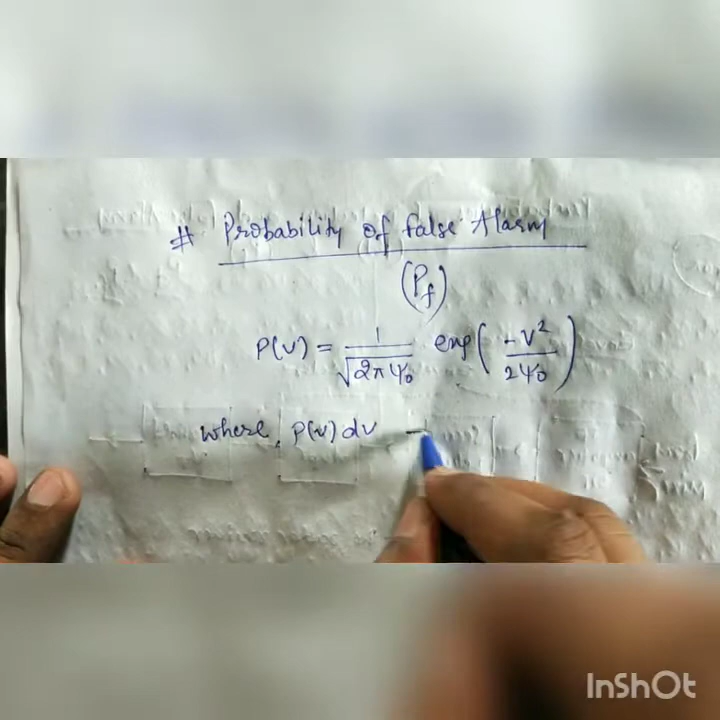 # Probability of false Alarm
(Pf)
P(v) = 1/√2πψ0 exp(-v²/2ψ0)
where, P(v)dv –
InShOt